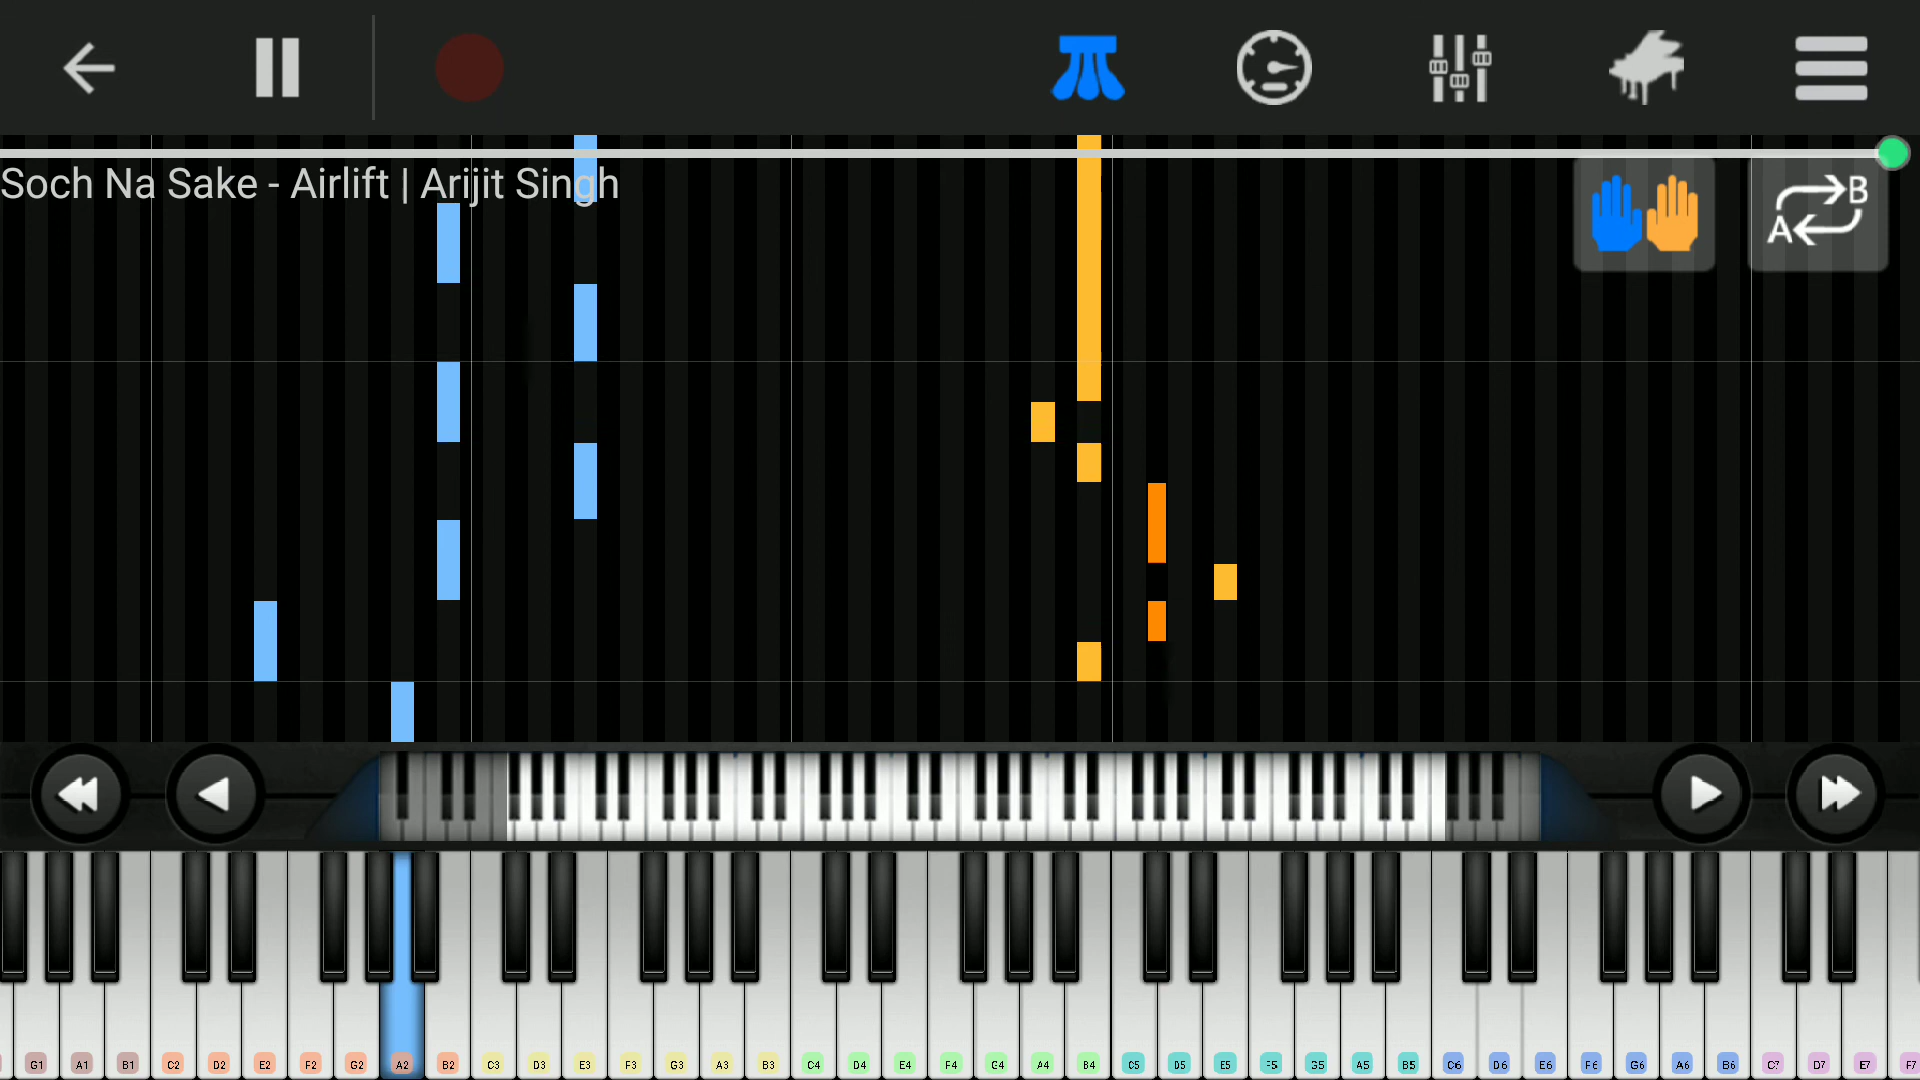 Soch Na Sake - Airlift | Arijit Singh
B
A
G1 A1 B1 C2 D2 E2 F2 G2 A2 B2 C3 D3 E3 F3 G3 A3 B3 C4 D4 E4 F4 G4 A4 B4 C5 D5 E5 F5 G5 A5 B5 C6 D6 E6 F6 G6 A6 B6 C7 D7 E7 F7